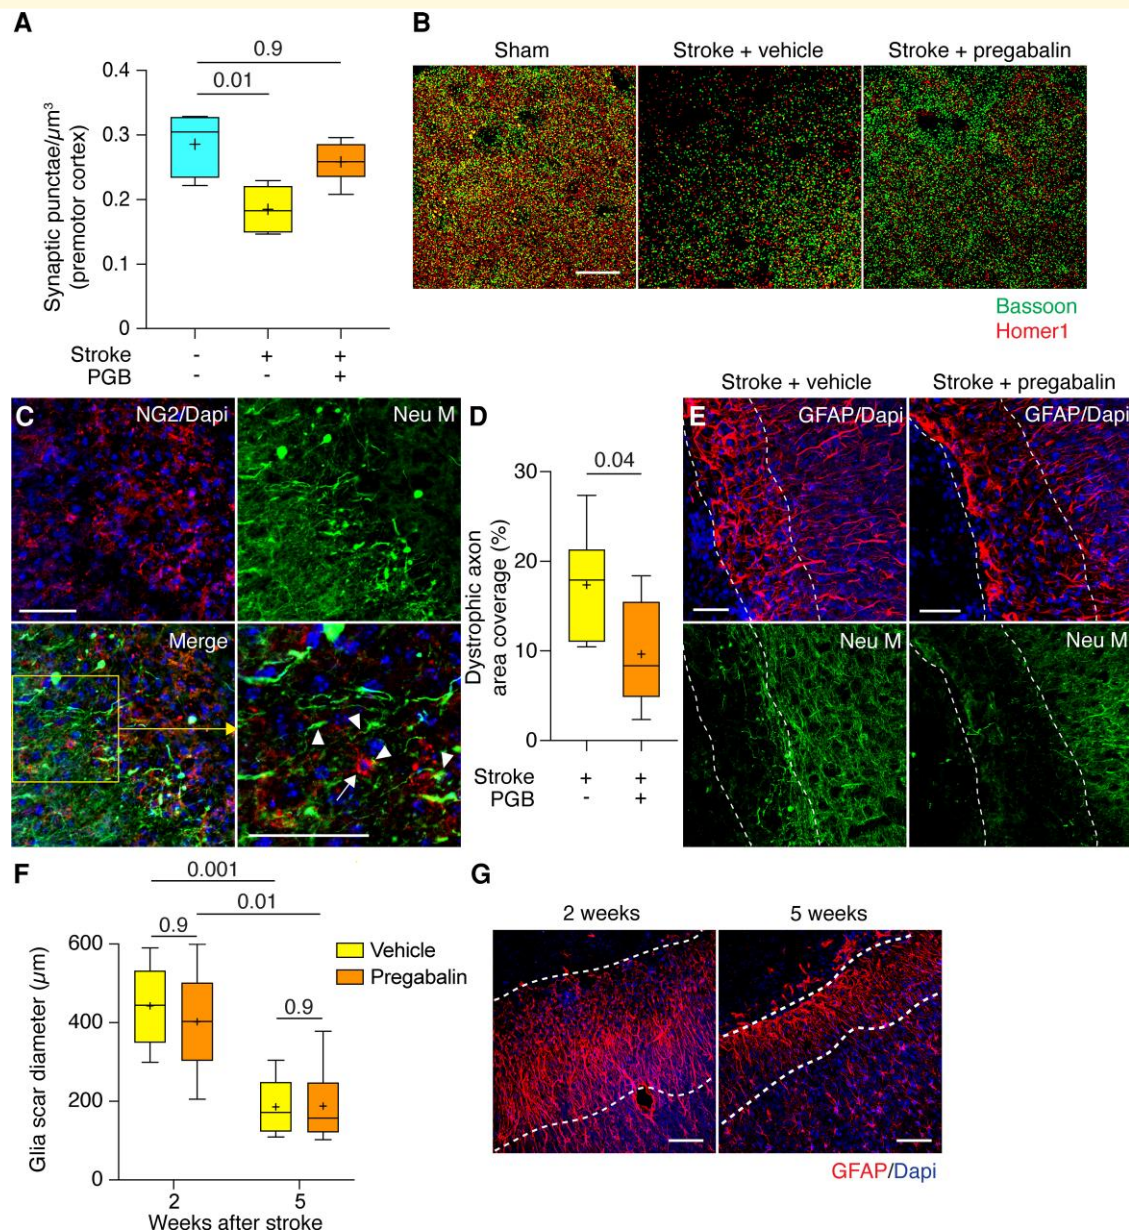 A
0.9
0.01
0.4
0.3
0.2
0.1
0
Synaptic punctae/µm³
(premotor cortex)
Stroke - + +
PGB - - +
B
Sham Stroke + vehicle Stroke + pregabalin
Bassoon
Homer1
C
NG2/Dapi Neu M
Merge
D
0.04
30
20
10
0
Dystrophic axon
area coverage (%)
Stroke + +
PGB - +
Stroke + vehicle Stroke + pregabalin
E
GFAP/Dapi GFAP/Dapi
Neu M Neu M
F
0.001
0.01
0.9
0.9
Vehicle
Pregabalin
600
400
200
0
Glia scar diameter (µm)
2 5
Weeks after stroke
G
2 weeks 5 weeks
GFAP/Dapi